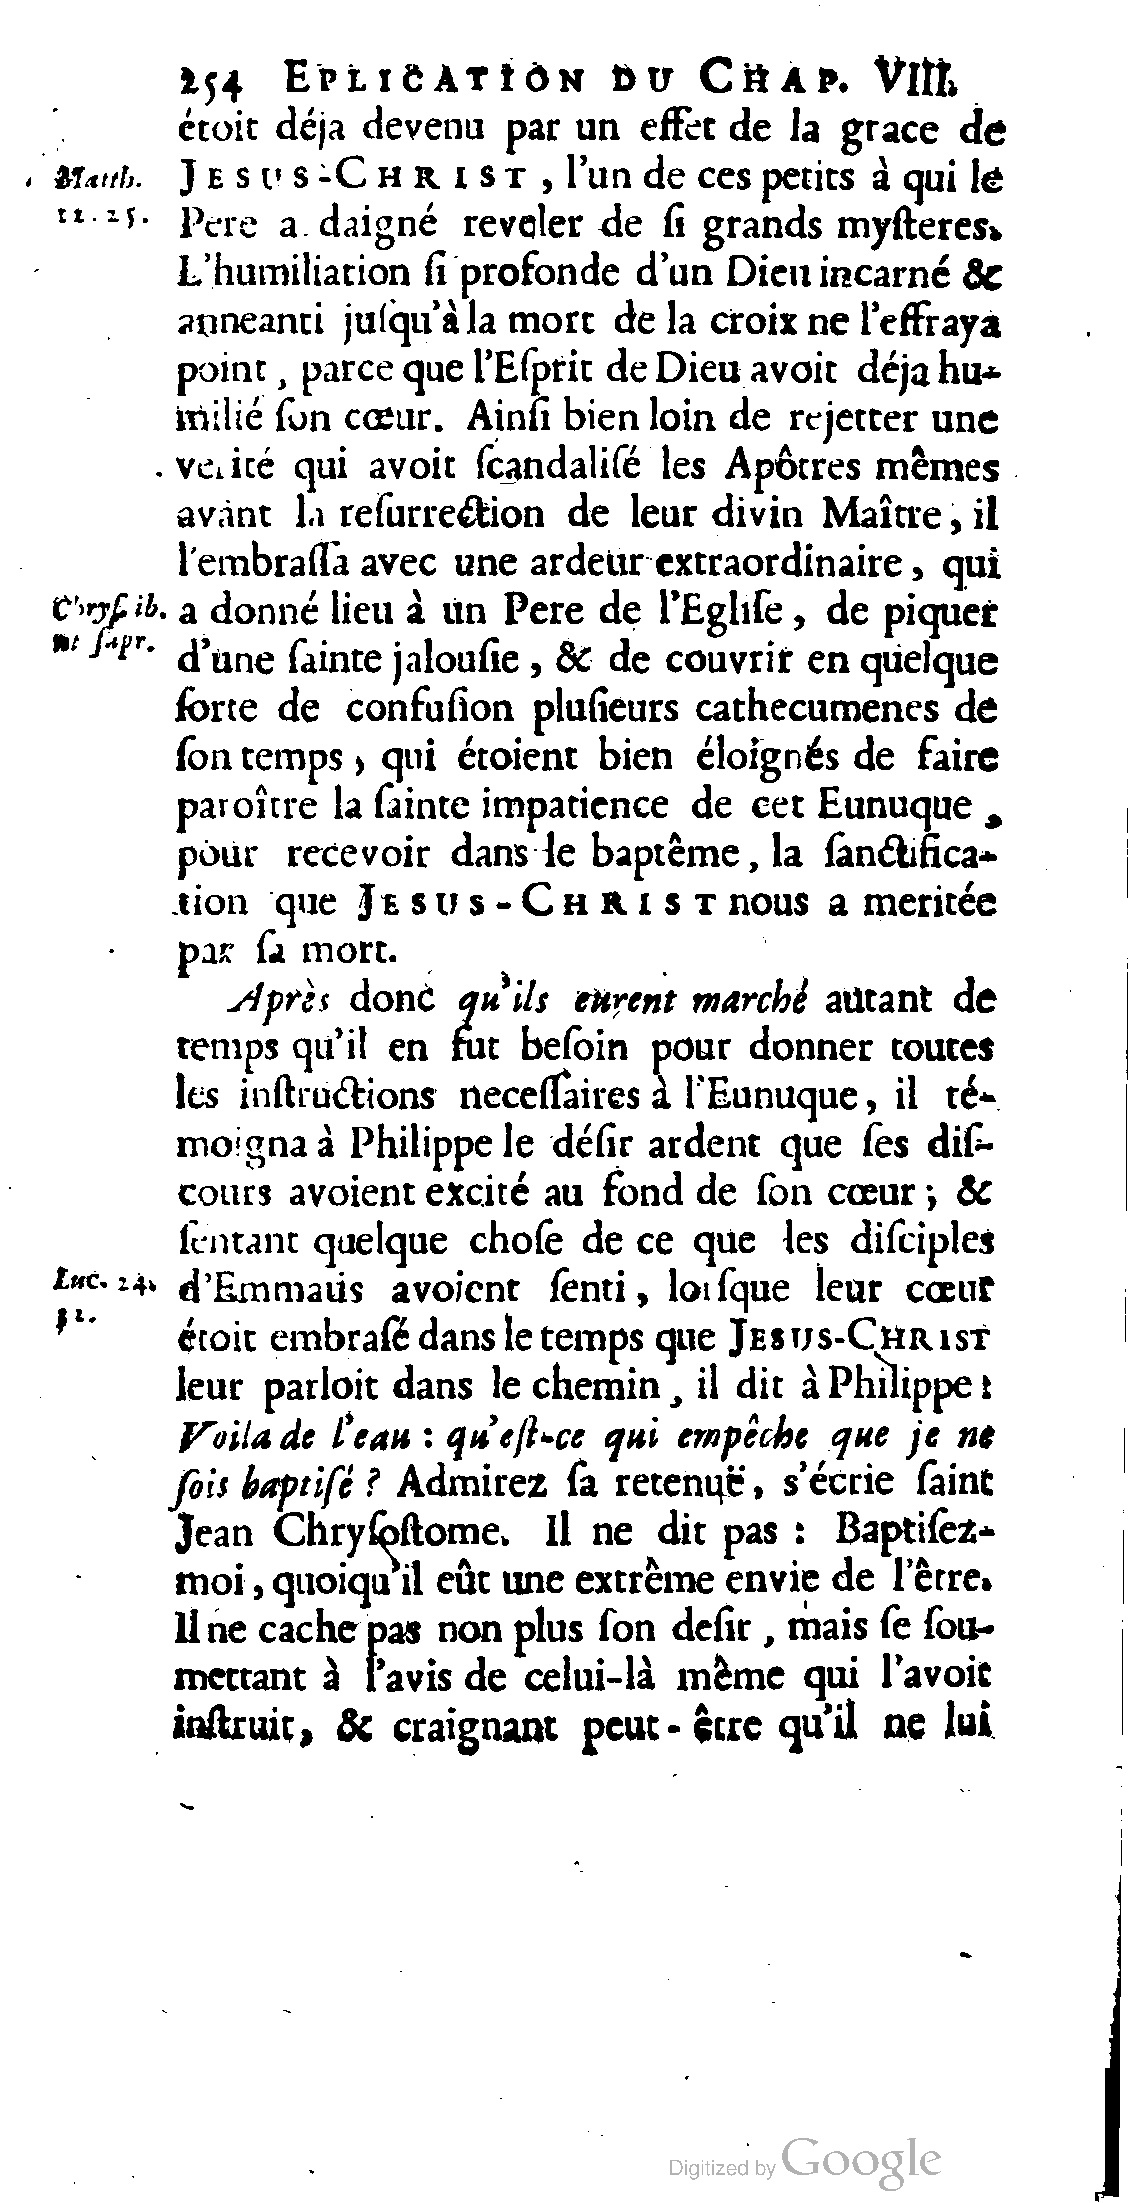 254 EPLICATION DU CHAP. VIII.
étoit déja devenu par un effet de la grace de
Matth. JESUS-CHRIST, l'un de ces petits à qui le
11. 25. Pere a daigné reveler de ſi grands myſteres.
L'humiliation ſi profonde d'un Dieu incarné &
anneanti juſqu'à la mort de la croix ne l'effraya
point, parce que l'Eſprit de Dieu avoit déja hu-
milié ſon cœur. Ainſi bien loin de rejetter une
verité qui avoit ſcandaliſé les Apôtres mêmes
avant la reſurrection de leur divin Maître, il
l'embraſſa avec une ardeur extraordinaire, qui
Chryſ. ib. a donné lieu à un Pere de l'Egliſe, de piquer
ut ſupr. d'une ſainte jalouſie, & de couvrir en quelque
ſorte de confuſion pluſieurs cathecumenes de
ſon temps, qui étoient bien éloignés de faire
paroître la ſainte impatience de cet Eunuque,
pour recevoir dans le baptême, la ſanctifica-
tion que JESUS-CHRIST nous a meritée
par ſa mort.
Après donc qu'ils eurent marché autant de
temps qu'il en fut beſoin pour donner toutes
les inſtructions neceſſaires à l'Eunuque, il té-
moigna à Philippe le déſir ardent que ſes diſ-
cours avoient excité au fond de ſon cœur; &
ſentant quelque choſe de ce que les diſciples
Luc. 24. d'Emmaüs avoient ſenti, lorſque leur cœur
32. étoit embraſé dans le temps que JESUS-CHRIST
leur parloit dans le chemin, il dit à Philippe:
Voila de l'eau : qu'eſt-ce qui empêche que je ne
ſois baptiſé ? Admirez ſa retenuë, s'écrie ſaint
Jean Chryſoſtome. Il ne dit pas : Baptiſez-
moi, quoiqu'il eût une extrême envie de l'être.
Il ne cache pas non plus ſon deſir, mais ſe ſou-
mettant à l'avis de celui-là même qui l'avoit
inſtruit, & craignant peut-être qu'il ne lui
Digitized by Google